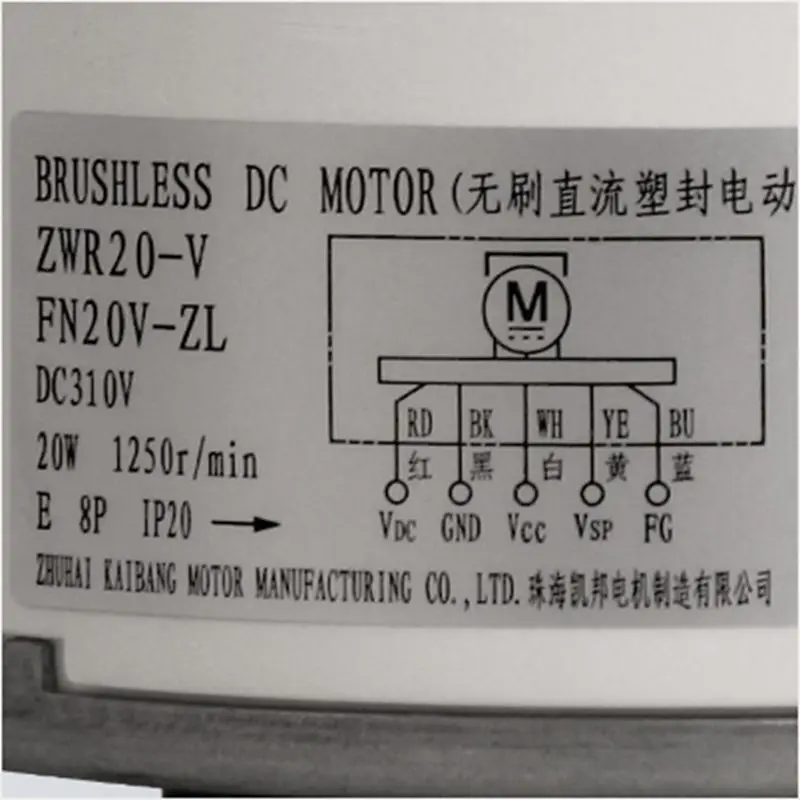 BRUSHLESS DC MOTOR(无刷直流塑封电动
ZWR20-V
FN20V-ZL
DC310V
20W 1250r/min
E 8P IP20
M
RD BK WH YE BU
红 黑 白 黄 蓝
VDC GND VCC VSP FG
ZHUHAI KAIBANG MOTOR MANUFACTURING CO.,LTD.珠海凯邦电机制造有限公司